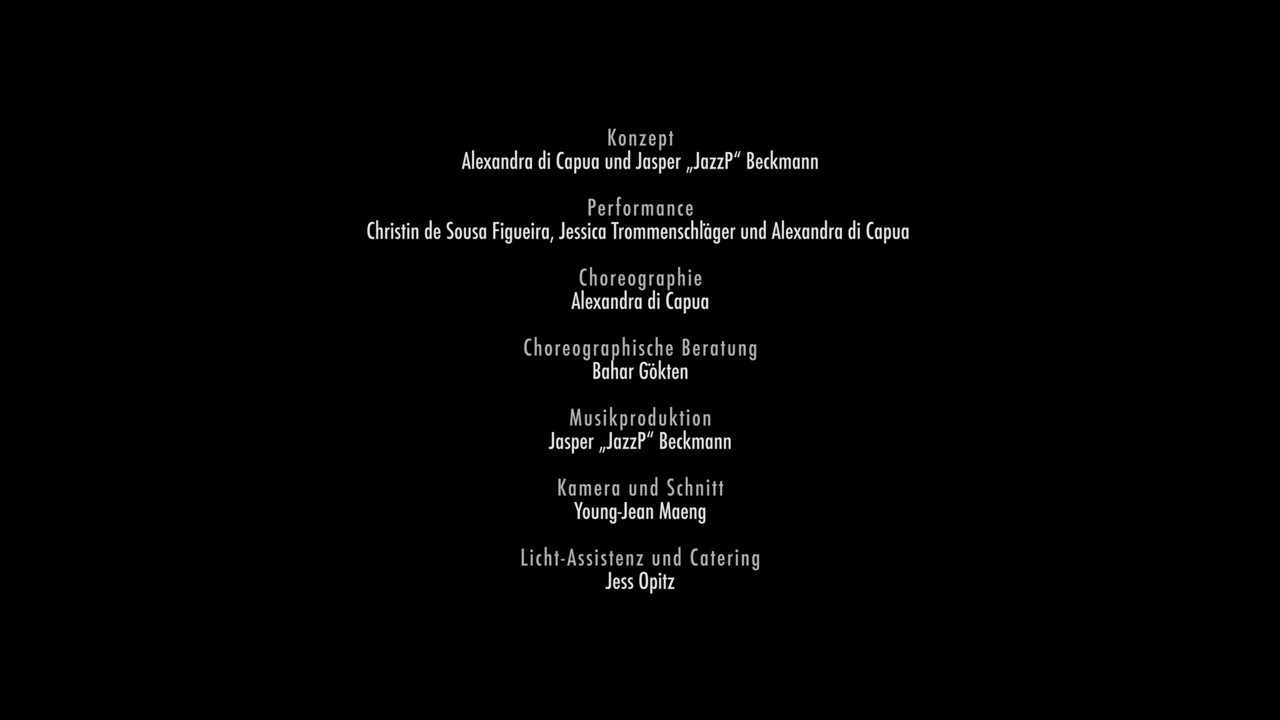 Konzept
Alexandra di Capua und Jasper „JazzP“ Beckmann
Performance
Christin de Sousa Figueira, Jessica Trommenschläger und Alexandra di Capua
Choreographie
Alexandra di Capua
Choreographische Beratung
Bahar Gökten
Musikproduktion
Jasper „JazzP“ Beckmann
Kamera und Schnitt
Young-Jean Maeng
Licht-Assistenz und Catering
Jess Opitz